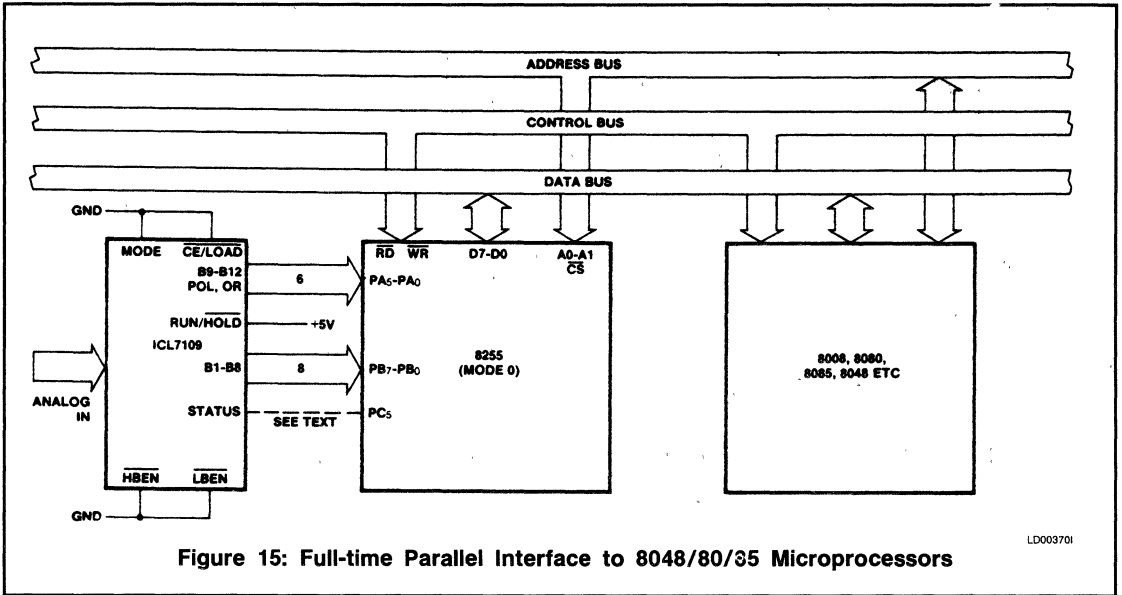 ADDRESS BUS
CONTROL BUS
DATA BUS
GND
MODE CE/LOAD
B9-B12
POL, OR
6
RUN/HOLD
+5V
ICL7109
B1-B8
8
ANALOG
IN
STATUS
SEE TEXT
HBEN LBEN
GND
RD WR D7-D0 A0-A1
CS
PA5-PA0
8255
(MODE 0)
PB7-PB0
PC5
8008, 8080,
8085, 8048 ETC
LD003701
Figure 15: Full-time Parallel Interface to 8048/80/85 Microprocessors